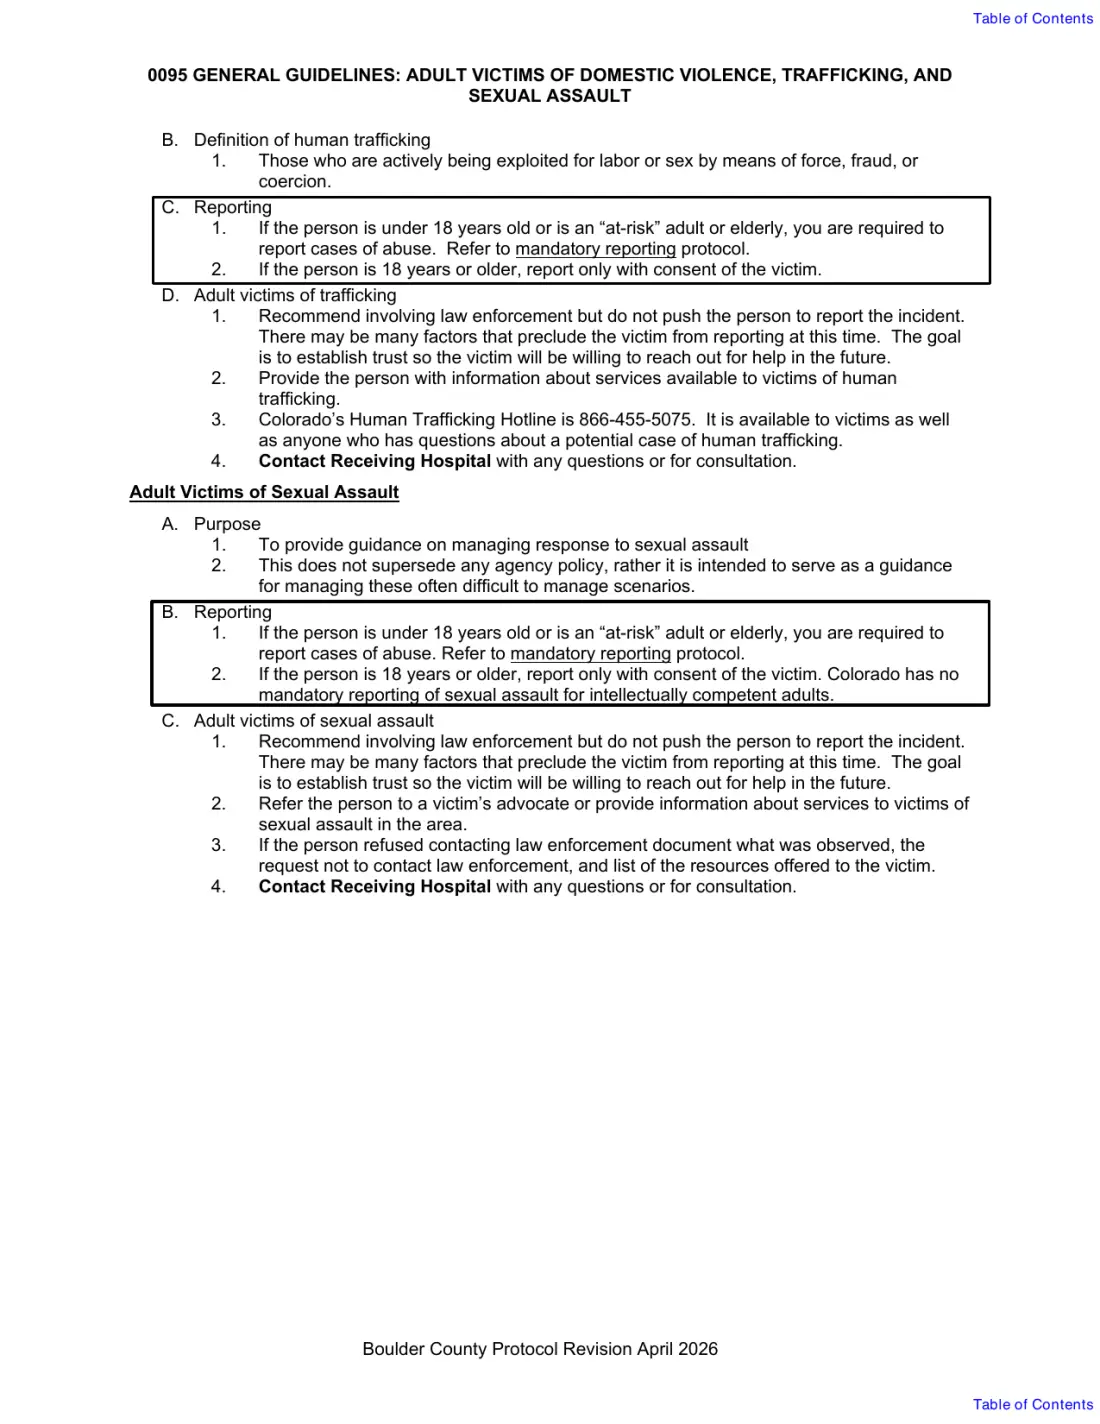 Table of Contents
0095 GENERAL GUIDELINES: ADULT VICTIMS OF DOMESTIC VIOLENCE, TRAFFICKING, AND
SEXUAL ASSAULT
B. Definition of human trafficking
1. Those who are actively being exploited for labor or sex by means of force, fraud, or
coercion.
C. Reporting
1. If the person is under 18 years old or is an “at-risk” adult or elderly, you are required to
report cases of abuse.  Refer to mandatory reporting protocol.
2. If the person is 18 years or older, report only with consent of the victim.
D. Adult victims of trafficking
1. Recommend involving law enforcement but do not push the person to report the incident.
There may be many factors that preclude the victim from reporting at this time.  The goal
is to establish trust so the victim will be willing to reach out for help in the future.
2. Provide the person with information about services available to victims of human
trafficking.
3. Colorado’s Human Trafficking Hotline is 866-455-5075.  It is available to victims as well
as anyone who has questions about a potential case of human trafficking.
4. Contact Receiving Hospital with any questions or for consultation.
Adult Victims of Sexual Assault
A. Purpose
1. To provide guidance on managing response to sexual assault
2. This does not supersede any agency policy, rather it is intended to serve as a guidance
for managing these often difficult to manage scenarios.
B. Reporting
1. If the person is under 18 years old or is an “at-risk” adult or elderly, you are required to
report cases of abuse. Refer to mandatory reporting protocol.
2. If the person is 18 years or older, report only with consent of the victim. Colorado has no
mandatory reporting of sexual assault for intellectually competent adults.
C. Adult victims of sexual assault
1. Recommend involving law enforcement but do not push the person to report the incident.
There may be many factors that preclude the victim from reporting at this time.  The goal
is to establish trust so the victim will be willing to reach out for help in the future.
2. Refer the person to a victim’s advocate or provide information about services to victims of
sexual assault in the area.
3. If the person refused contacting law enforcement document what was observed, the
request not to contact law enforcement, and list of the resources offered to the victim.
4. Contact Receiving Hospital with any questions or for consultation.
Boulder County Protocol Revision April 2026
Table of Contents